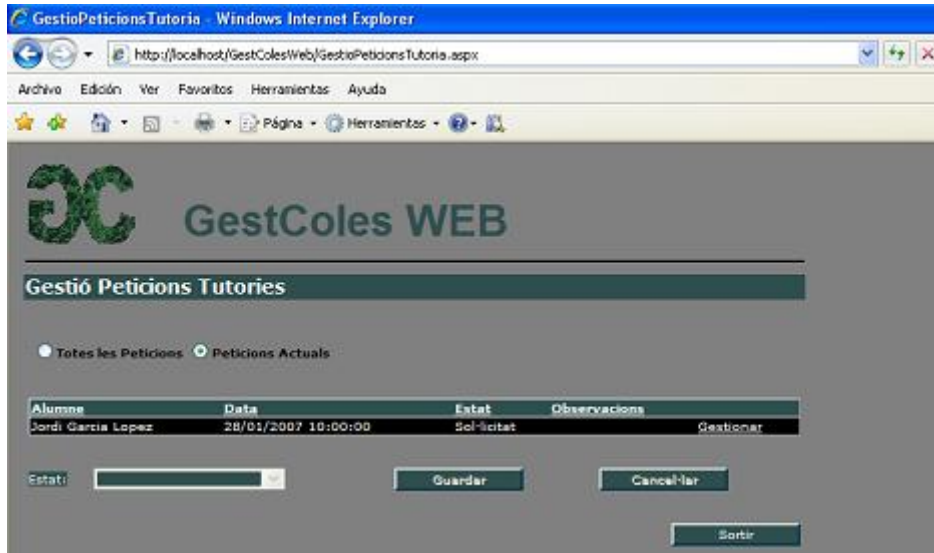 GestioPeticionsTutoria - Windows Internet Explorer
http://localhost/GestColesWeb/GestioPeticionsTutoria.aspx
Archivo Edición Ver Favoritos Herramientas Ayuda
Página Herramientas
GC GestColes WEB
Gestió Peticions Tutories
Totes les Peticions Peticions Actuals
Alumne Data Estat Observacions
Jordi Garcia Lopez 28/01/2007 10:00:00 Sol·licitat Gestionar
Estat: Guardar Cancel·lar
Sortir